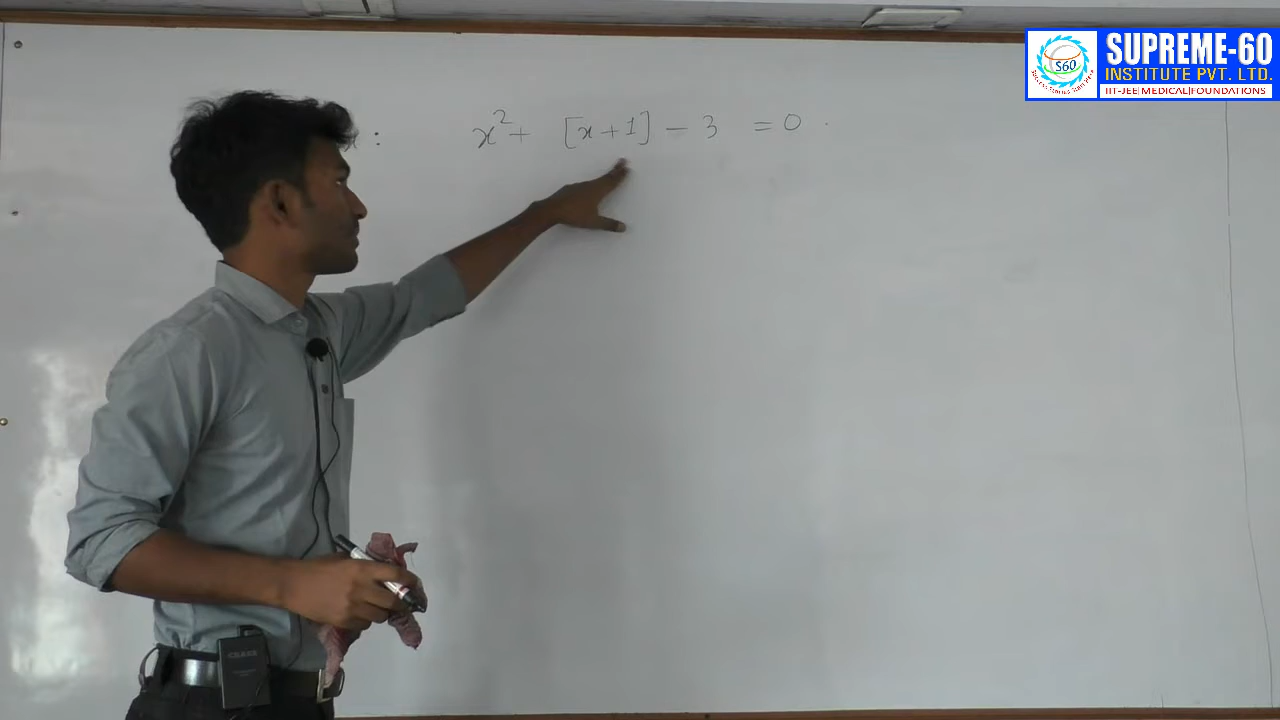 SUPREME-60
INSTITUTE PVT. LTD.
IIT-JEE|MEDICAL|FOUNDATIONS
S60
: x² + [x+1] - 3 = 0 .